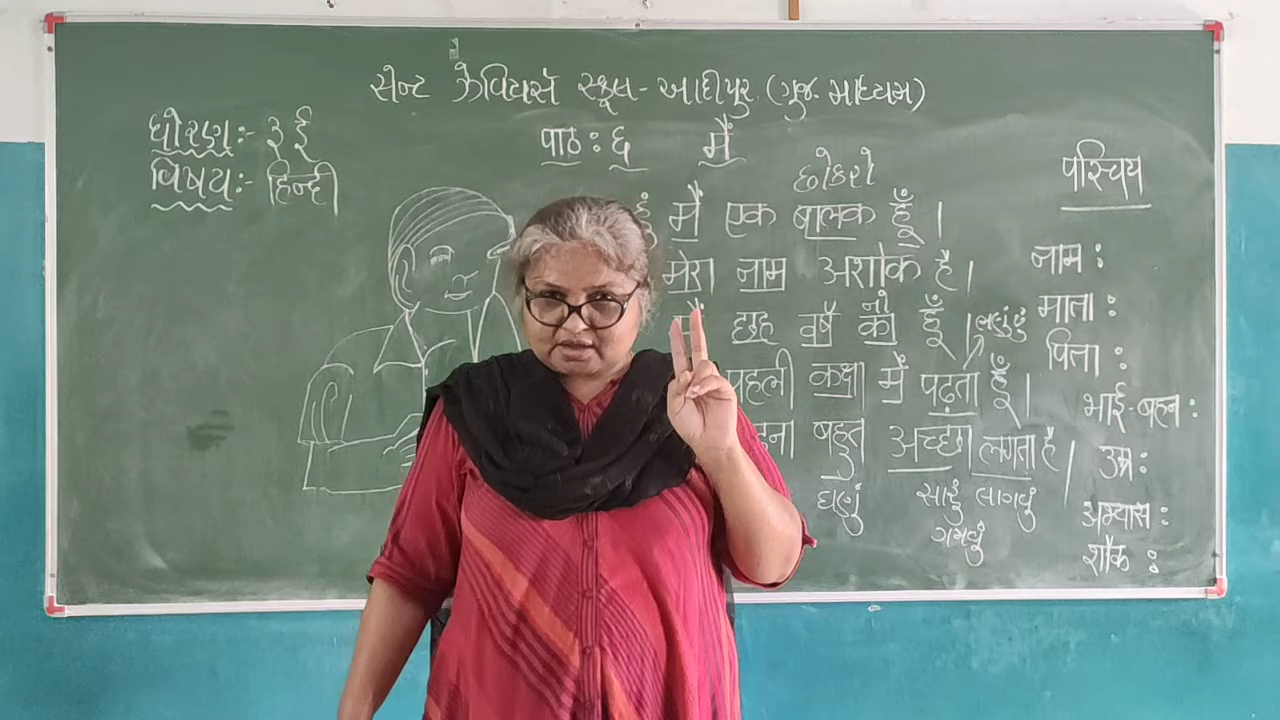 સેન્ટ ઝેવિયર્સ સ્કૂલ - આદીપુર (ગુજ. માધ્યમ)
ધોરણ :- ૩ ઈ
विषय :- हिन्दी
पाठ : ६ मैं
છોકરો
હું मैं एक बालक हूँ ।
मेरा नाम अशोक है ।
નો
मैं छह वर्ष का हूँ ।
ભણું છું
पहली कक्षा में पढ़ता हूँ ।
बहुत अच्छा लगता है ।
ઘણું સારું લાગવું
ગમવું
परिचय
नाम :
माता :
पिता :
भाई-बहन :
उम्र :
अभ्यास :
शौक :